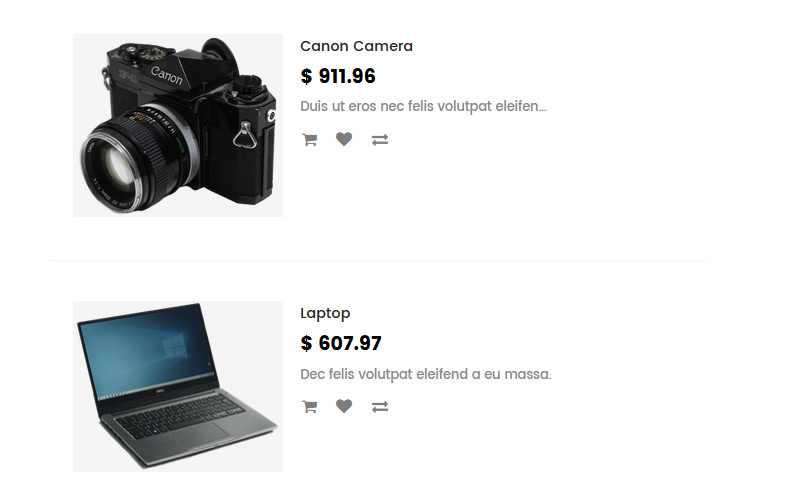 Canon
Canon Camera
$ 911.96
Duis ut eros nec felis volutpat eleifen...
Laptop
$ 607.97
Dec felis volutpat eleifend a eu massa.